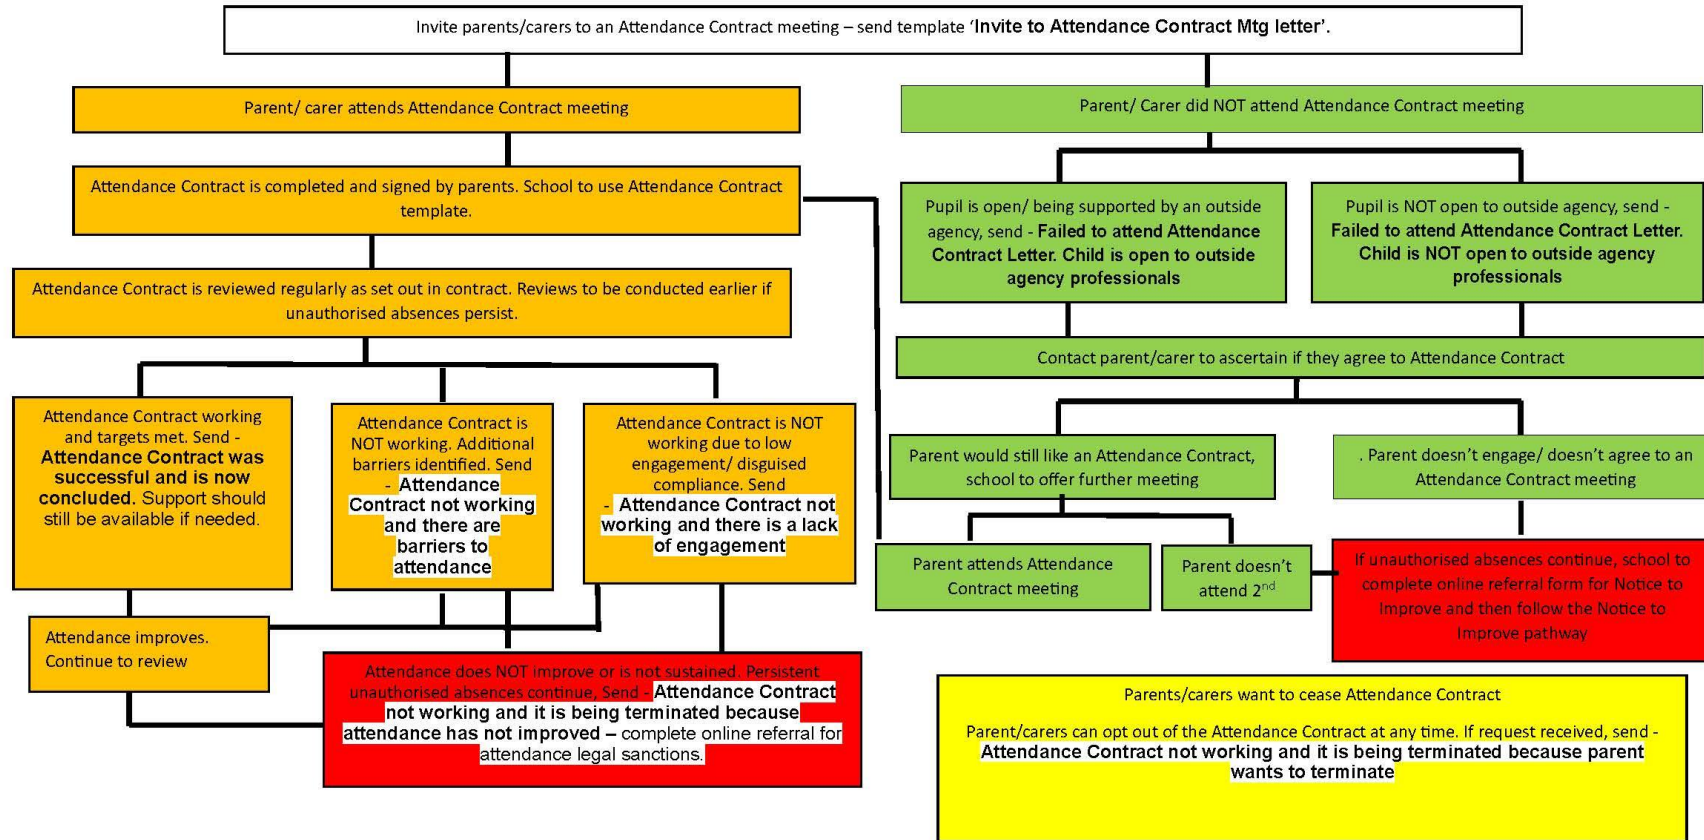 Invite parents/carers to an Attendance Contract meeting – send template ‘Invite to Attendance Contract Mtg letter’.
Parent/ carer attends Attendance Contract meeting
Attendance Contract is completed and signed by parents. School to use Attendance Contract
template.
Attendance Contract is reviewed regularly as set out in contract. Reviews to be conducted earlier if
unauthorised absences persist.
Attendance Contract working
and targets met. Send -
Attendance Contract was
successful and is now
concluded. Support should
still be available if needed.
Attendance Contract is
NOT working. Additional
barriers identified. Send
- Attendance
Contract not working
and there are
barriers to
attendance
Attendance Contract is NOT
working due to low
engagement/ disguised
compliance. Send
- Attendance Contract not
working and there is a lack
of engagement
Attendance improves.
Continue to review
Attendance does NOT improve or is not sustained. Persistent
unauthorised absences continue, Send - Attendance Contract
not working and it is being terminated because
attendance has not improved – complete online referral for
attendance legal sanctions.
Parent/ Carer did NOT attend Attendance Contract meeting
Pupil is open/ being supported by an outside
agency, send - Failed to attend Attendance
Contract Letter. Child is open to outside
agency professionals
Pupil is NOT open to outside agency, send -
Failed to attend Attendance Contract Letter.
Child is NOT open to outside agency
professionals
Contact parent/carer to ascertain if they agree to Attendance Contract
Parent would still like an Attendance Contract,
school to offer further meeting
. Parent doesn’t engage/ doesn’t agree to an
Attendance Contract meeting
Parent attends Attendance
Contract meeting
Parent doesn’t
attend 2nd
If unauthorised absences continue, school to
complete online referral form for Notice to
Improve and then follow the Notice to
Improve pathway
Parents/carers want to cease Attendance Contract
Parent/carers can opt out of the Attendance Contract at any time. If request received, send -
Attendance Contract not working and it is being terminated because parent
wants to terminate